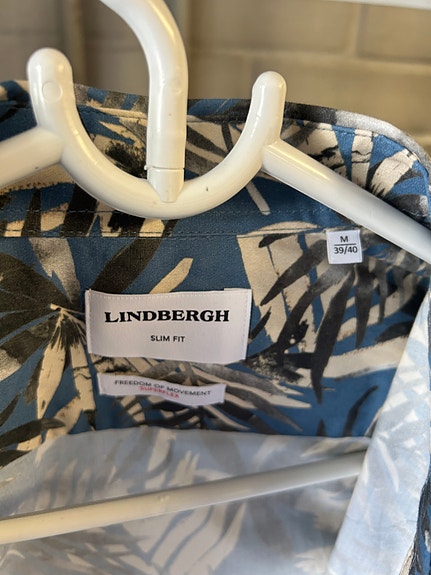 M
39/40
LINDBERGH
SLIM FIT
FREEDOM OF MOVEMENT
SUPERFLEX